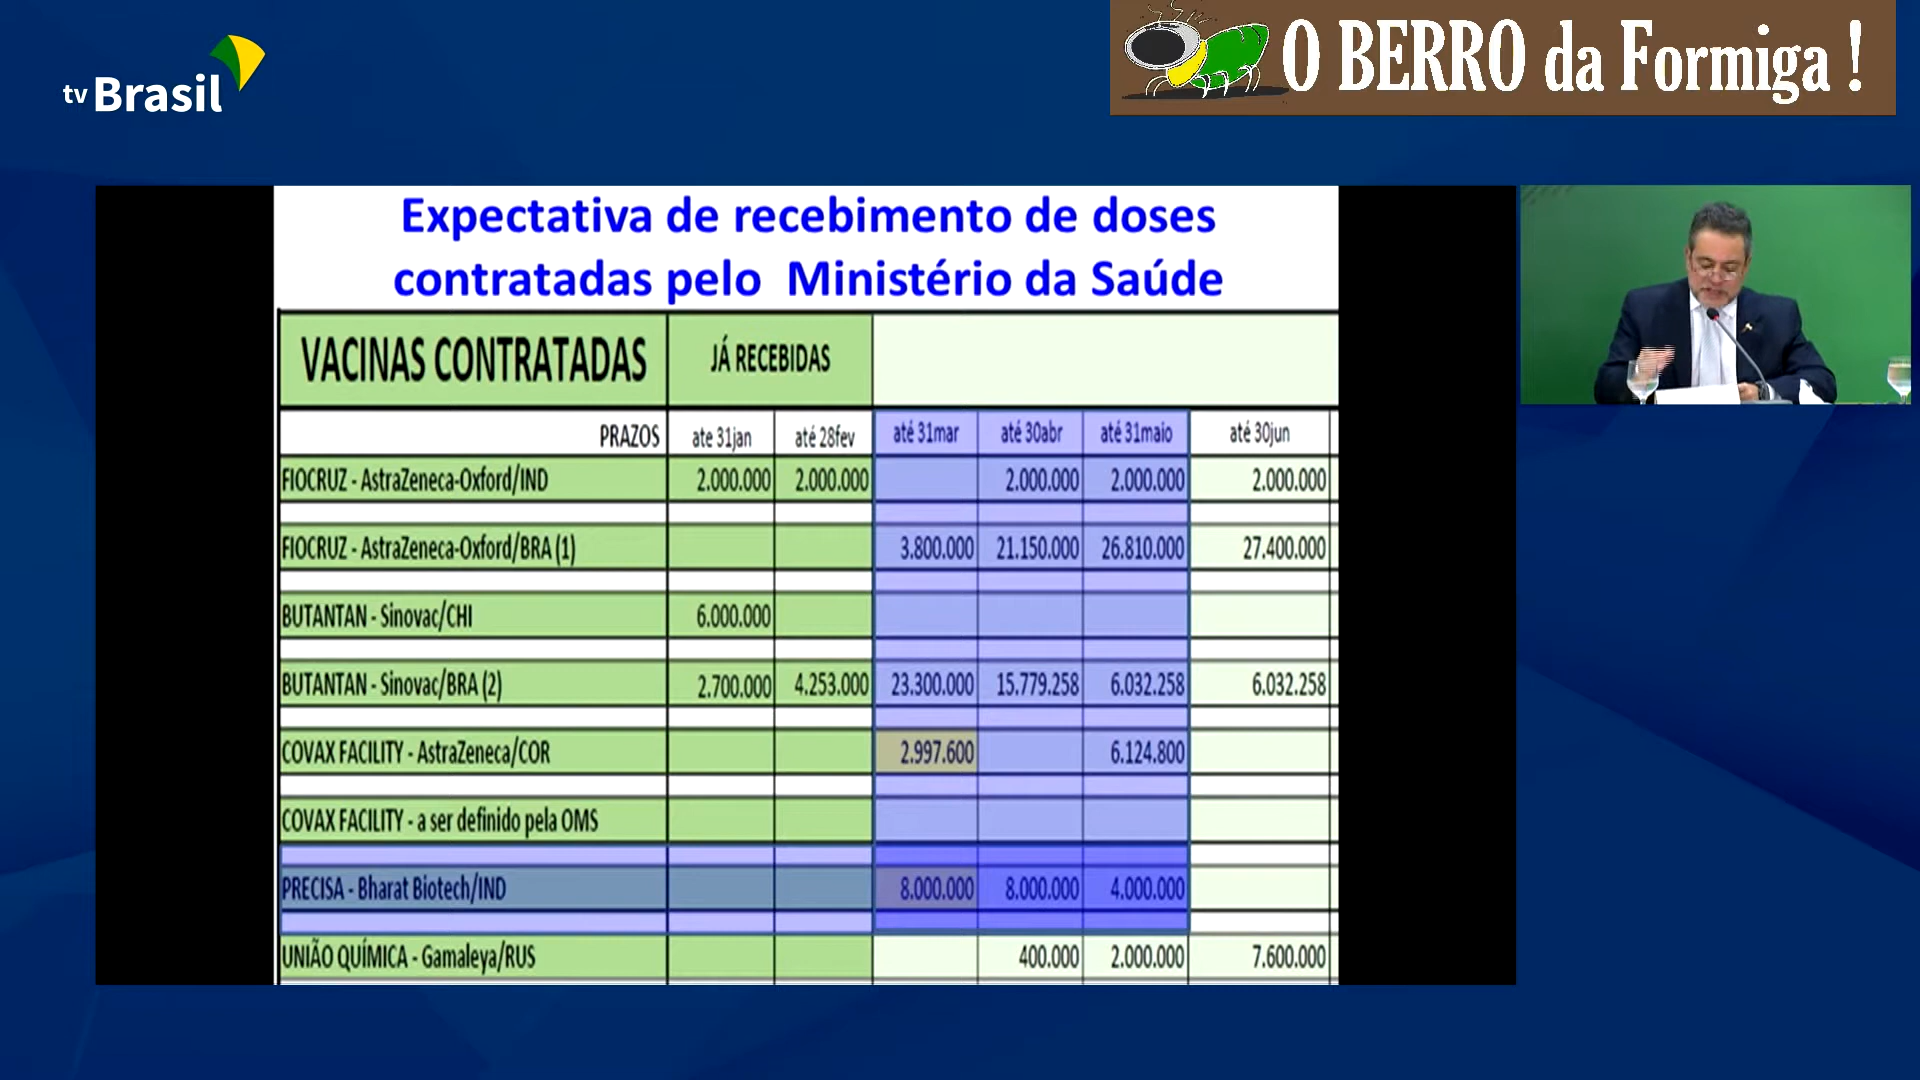 tv Brasil
O BERRO da Formiga !
Expectativa de recebimento de doses
contratadas pelo Ministério da Saúde
VACINAS CONTRATADAS JÁ RECEBIDAS
PRAZOS ate 31jan até 28fev até 31mar até 30abr até 31maio até 30jun
FIOCRUZ - AstraZeneca-Oxford/IND 2.000.000 2.000.000 2.000.000 2.000.000 2.000.000
FIOCRUZ - AstraZeneca-Oxford/BRA (1) 3.800.000 21.150.000 26.810.000 27.400.000
BUTANTAN - Sinovac/CHI 6.000.000
BUTANTAN - Sinovac/BRA (2) 2.700.000 4.253.000 23.300.000 15.779.258 6.032.258 6.032.258
COVAX FACILITY - AstraZeneca/COR 2.997.600 6.124.800
COVAX FACILITY - a ser definido pela OMS
PRECISA - Bharat Biotech/IND 8.000.000 8.000.000 4.000.000
UNIÃO QUÍMICA - Gamaleya/RUS 400.000 2.000.000 7.600.000